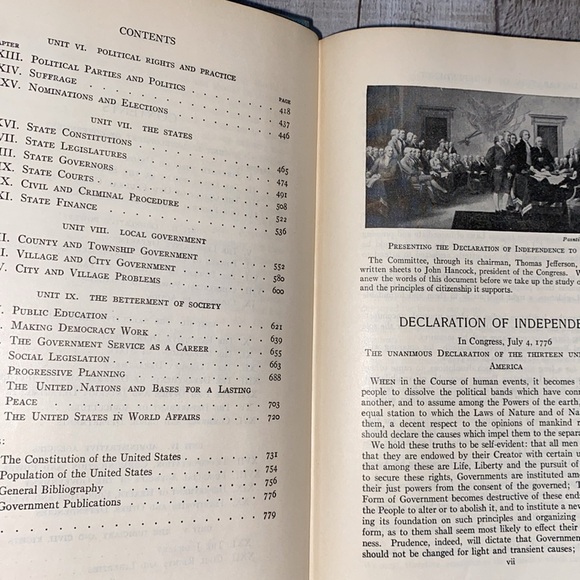 CONTENTS
UNIT VI. POLITICAL RIGHTS AND PRACTICE
PAGE
XIII. POLITICAL PARTIES AND POLITICS 418
XIV. SUFFRAGE 437
XXV. NOMINATIONS AND ELECTIONS 446
UNIT VII. THE STATES
XVI. STATE CONSTITUTIONS 465
VII. STATE LEGISLATURES 474
III. STATE GOVERNORS 491
IX. STATE COURTS 508
X. CIVIL AND CRIMINAL PROCEDURE 522
XI. STATE FINANCE 536
UNIT VIII. LOCAL GOVERNMENT
II. COUNTY AND TOWNSHIP GOVERNMENT 552
I. VILLAGE AND CITY GOVERNMENT 580
V. CITY AND VILLAGE PROBLEMS 600
UNIT IX. THE BETTERMENT OF SOCIETY
PUBLIC EDUCATION 621
MAKING DEMOCRACY WORK 639
THE GOVERNMENT SERVICE AS A CAREER 655
SOCIAL LEGISLATION 663
PROGRESSIVE PLANNING 688
THE UNITED NATIONS AND BASES FOR A LASTING
PEACE 703
THE UNITED STATES IN WORLD AFFAIRS 720
The Constitution of the United States 731
Population of the United States 754
General Bibliography 756
Government Publications 776
779
PRESENTING THE DECLARATION OF INDEPENDENCE TO
The Committee, through its chairman, Thomas Jefferson,
written sheets to John Hancock, president of the Congress.
anew the words of this document before we take up the study o
and the principles of citizenship it supports.
DECLARATION OF INDEPENDE
In Congress, July 4, 1776
THE UNANIMOUS DECLARATION OF THE THIRTEEN UNI
AMERICA
WHEN in the Course of human events, it becomes
people to dissolve the political bands which have conn
another, and to assume among the Powers of the earth,
equal station to which the Laws of Nature and of Na
them, a decent respect to the opinions of mankind r
should declare the causes which impel them to the separa
We hold these truths to be self-evident: that all men
that they are endowed by their Creator with certain u
that among these are Life, Liberty and the pursuit of
to secure these rights, Governments are instituted amon
their just powers from the consent of the governed; T
Form of Government becomes destructive of these end
the People to alter or to abolish it, and to institute a new
ing its foundation on such principles and organizing
form, as to them shall seem most likely to effect their
ness. Prudence, indeed, will dictate that Government
should not be changed for light and transient causes;
vii